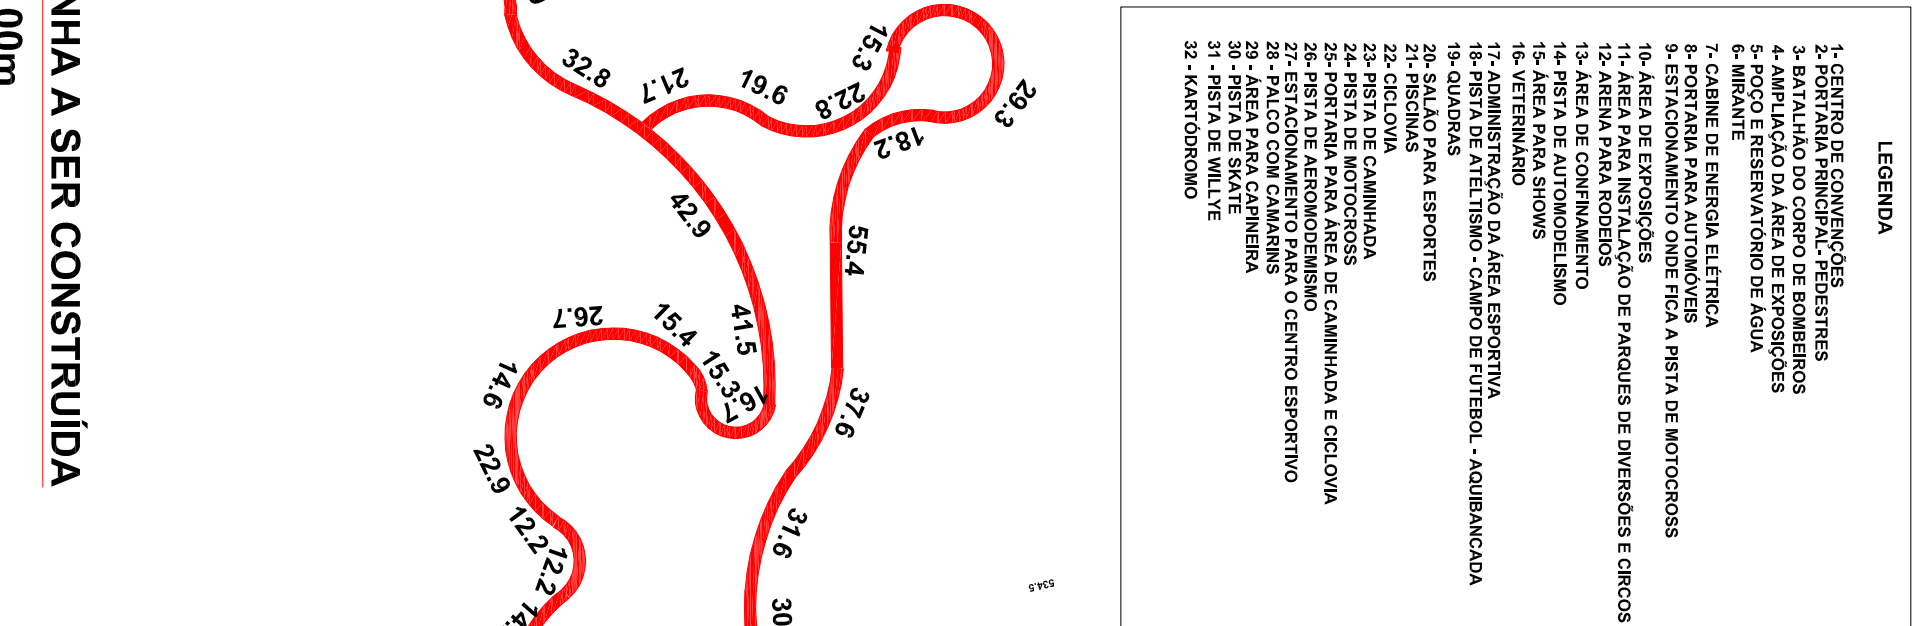 LEGENDA
1- CENTRO DE CONVENÇÕES
2- PORTARIA PRINCIPAL- PEDESTRES
3- BATALHÃO DO CORPO DE BOMBEIROS
4- AMPLIAÇÃO DA ÁREA DE EXPOSIÇÕES
5- POÇO E RESERVATÓRIO DE ÁGUA
6- MIRANTE
7 CABINE DE ENERGIA ELÉTRICA
8- PORTARIA PARA AUTOMÓVEIS
9- ESTACIONAMENTO ONDE FICA A PISTA DE MOTOCROSS
10- ÁREA DE EXPOSIÇÕES
11- ÁREA PARA INSTALAÇÃO DE PARQUES DE DIVERSÕES E CIRCOS
12- ARENA PARA RODEIOS
13- ÁREA DE CONFINAMENTO
14- PISTA DE AUTOMODELISMO
15- ÁREA PARA SHOWS
16- VETERINÁRIO
17- ADMINISTRAÇÃO DA ÁREA ESPORTIVA
18- PISTA DE ATELTISMO - CAMPO DE FUTEBOL - AQUIBANCADA
19- QUADRAS
20- SALÃO PARA ESPORTES
21- PISCINAS
22- CICLOVIA
23- PISTA DE CAMINHADA
24- PISTA DE MOTOCROSS
25- PORTARIA PARA ÁREA DE CAMINHADA E CICLOVIA
26- PISTA DE AEROMODEMISMO
27- ESTACIONAMENTO PARA O CENTRO ESPORTIVO
28 - PALCO COM CAMARINS
29 - ÁREA PARA CAPINEIRA
30 - PISTA DE SKATE
31 - PISTA DE WILLYE
32 - KARTÓDROMO
32.8
21.7
19.6
22.8
15.3
29.3
18.2
42.9
55.4
41.5
26.7
15.4
15.3
16.7
14.6
37.6
22.9
12.2
12.2
31.6
30
14.
534.5
NHA A SER CONSTRUÍDA
00m